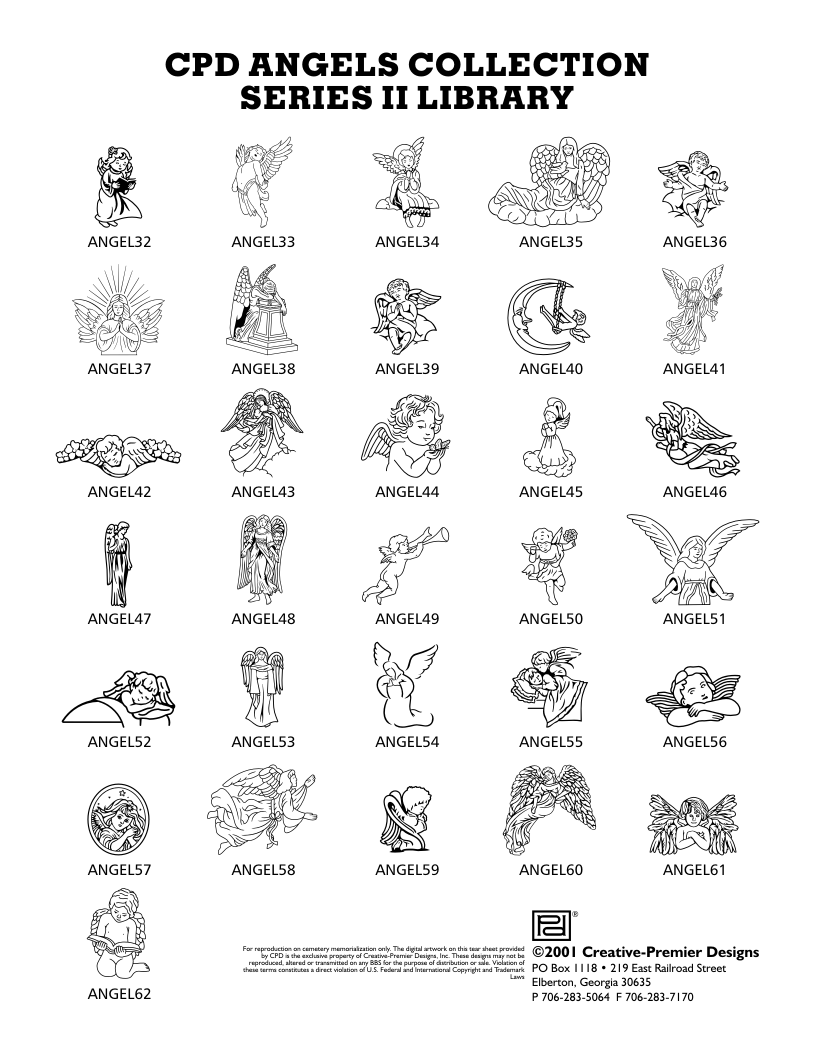 CPD ANGELS COLLECTION
SERIES II LIBRARY
ANGEL32
ANGEL33
ANGEL34
ANGEL35
ANGEL36
ANGEL37
ANGEL38
ANGEL39
ANGEL40
ANGEL41
ANGEL42
ANGEL43
ANGEL44
ANGEL45
ANGEL46
ANGEL47
ANGEL48
ANGEL49
ANGEL50
ANGEL51
ANGEL52
ANGEL53
ANGEL54
ANGEL55
ANGEL56
ANGEL57
ANGEL58
ANGEL59
ANGEL60
ANGEL61
ANGEL62
For reproduction on cemetery memorialization only. The digital artwork on this tear sheet provided
by CPD is the exclusive property of Creative-Premier Designs, Inc. These designs may not be
reproduced, altered or transmitted on any BBS for the purpose of distribution or sale. Violation of
these terms constitutes a direct violation of U.S. Federal and International Copyright and Trademark
Laws
®
©2001 Creative-Premier Designs
PO Box 1118 • 219 East Railroad Street
Elberton, Georgia 30635
P 706-283-5064 F 706-283-7170